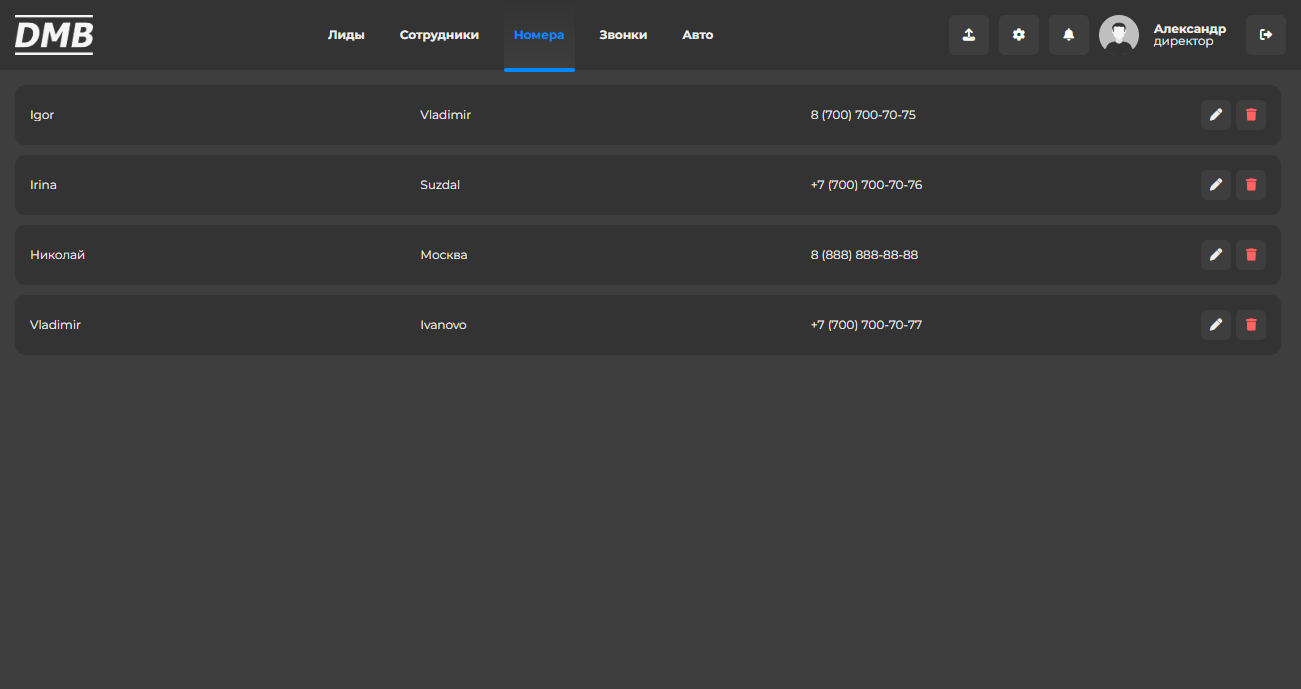 DMB
Лиды Сотрудники Номера Звонки Авто
Александр
директор
Igor Vladimir 8 (700) 700-70-75
Irina Suzdal +7 (700) 700-70-76
Николай Москва 8 (888) 888-88-88
Vladimir Ivanovo +7 (700) 700-70-77